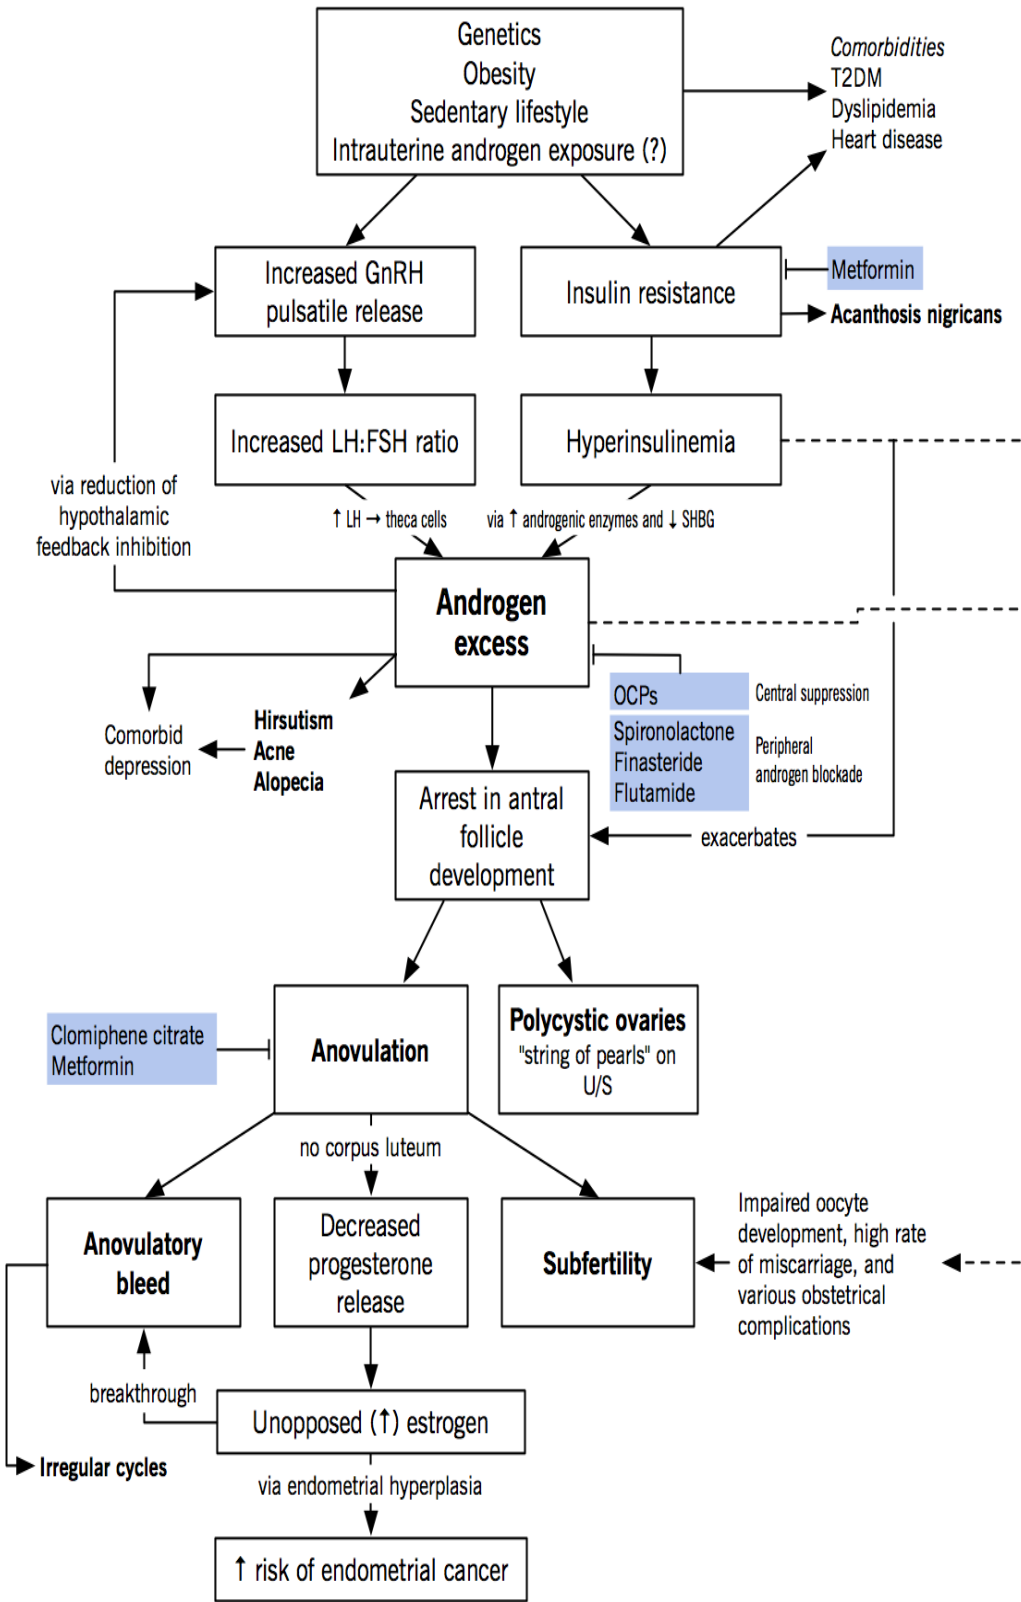 Genetics
Obesity
Sedentary lifestyle
Intrauterine androgen exposure (?)
Comorbidities
T2DM
Dyslipidemia
Heart disease
Increased GnRH
pulsatile release
Insulin resistance
Metformin
Acanthosis nigricans
Increased LH:FSH ratio
Hyperinsulinemia
via reduction of
hypothalamic
feedback inhibition
↑ LH → theca cells
via ↑ androgenic enzymes and ↓ SHBG
Androgen
excess
OCPs
Central suppression
Spironolactone
Finasteride
Flutamide
Peripheral
androgen blockade
Comorbid
depression
Hirsutism
Acne
Alopecia
Arrest in antral
follicle
development
exacerbates
Clomiphene citrate
Metformin
Anovulation
Polycystic ovaries
"string of pearls" on
U/S
no corpus luteum
Anovulatory
bleed
Decreased
progesterone
release
Subfertility
Impaired oocyte
development, high rate
of miscarriage, and
various obstetrical
complications
breakthrough
Unopposed (↑) estrogen
Irregular cycles
via endometrial hyperplasia
↑ risk of endometrial cancer